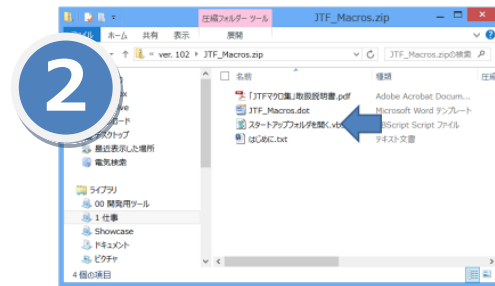 圧縮フォルダー ツール
JTF_Macros.zip
ホーム 共有 表示 展開
« ver. 102 ▸ JTF_Macros.zip
JTF_Macros.zipの検索
2
名前
種類
「JTFマクロ集」取扱説明書.pdf
Adobe Acrobat Docum...
JTF_Macros.dot
Microsoft Word テンプレート
スタートアップフォルダを開く.vbs
BScript Script ファイル
はじめに.txt
テキスト文書
デスクトップ
最近表示した場所
電気検索
ライブラリ
00 開発用ツール
1 仕事
Showcase
ドキュメント
ピクチャ
4 個の項目